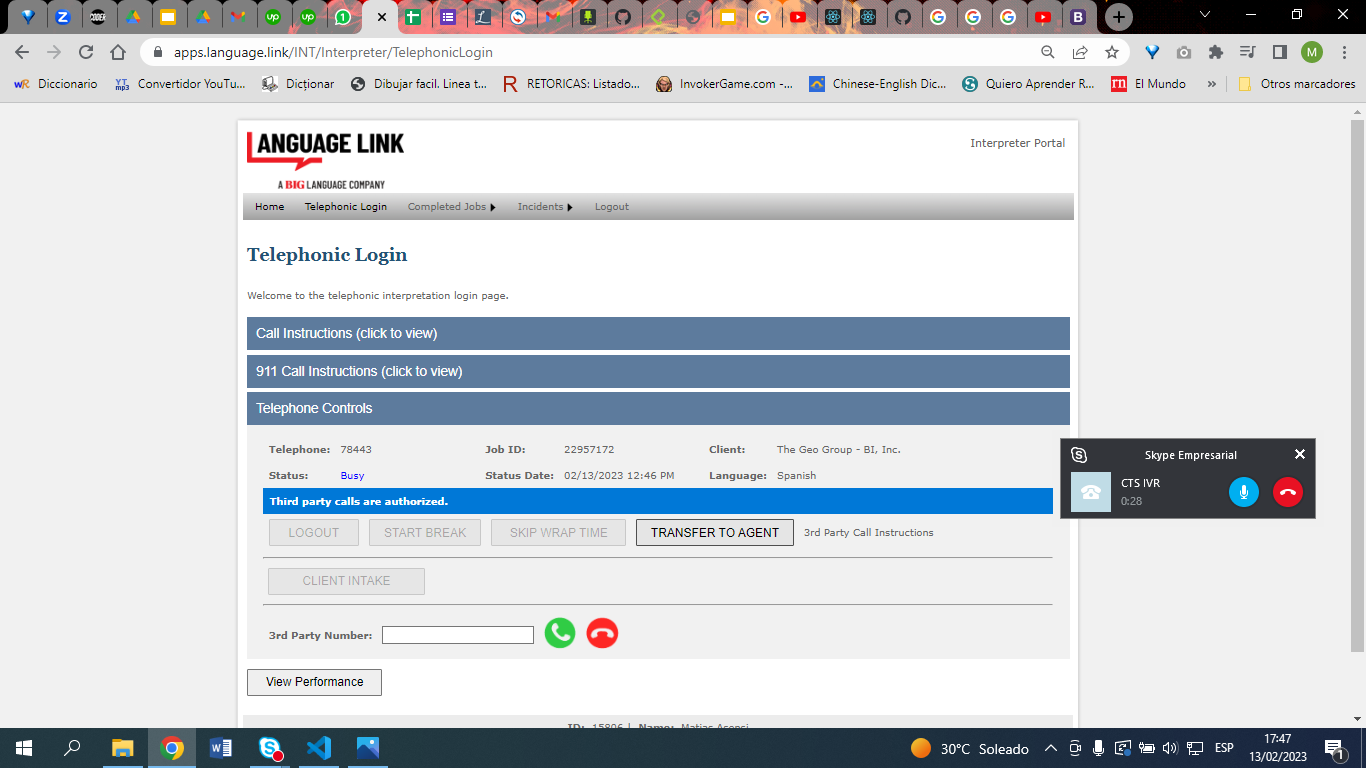 apps.language.link/INT/Interpreter/TelephonicLogin
M
Diccionario
Convertidor YouTu...
Dicționar
Dibujar facil. Linea t...
RETORICAS: Listado...
InvokerGame.com -...
Chinese-English Dic...
Quiero Aprender R...
El Mundo
»
Otros marcadores
LANGUAGE LINK
A BIG LANGUAGE COMPANY
Interpreter Portal
Home Telephonic Login Completed Jobs Incidents Logout
Telephonic Login
Welcome to the telephonic interpretation login page.
Call Instructions (click to view)
911 Call Instructions (click to view)
Telephone Controls
Telephone: 78443 Job ID: 22957172 Client: The Geo Group - BI, Inc.
Status: Busy Status Date: 02/13/2023 12:46 PM Language: Spanish
Third party calls are authorized.
LOGOUT START BREAK SKIP WRAP TIME TRANSFER TO AGENT 3rd Party Call Instructions
CLIENT INTAKE
3rd Party Number:
View Performance
ID: 15806 | Name: Matias Asensi
Skype Empresarial
CTS IVR
0:28
30°C Soleado
ESP
17:47
13/02/2023
1